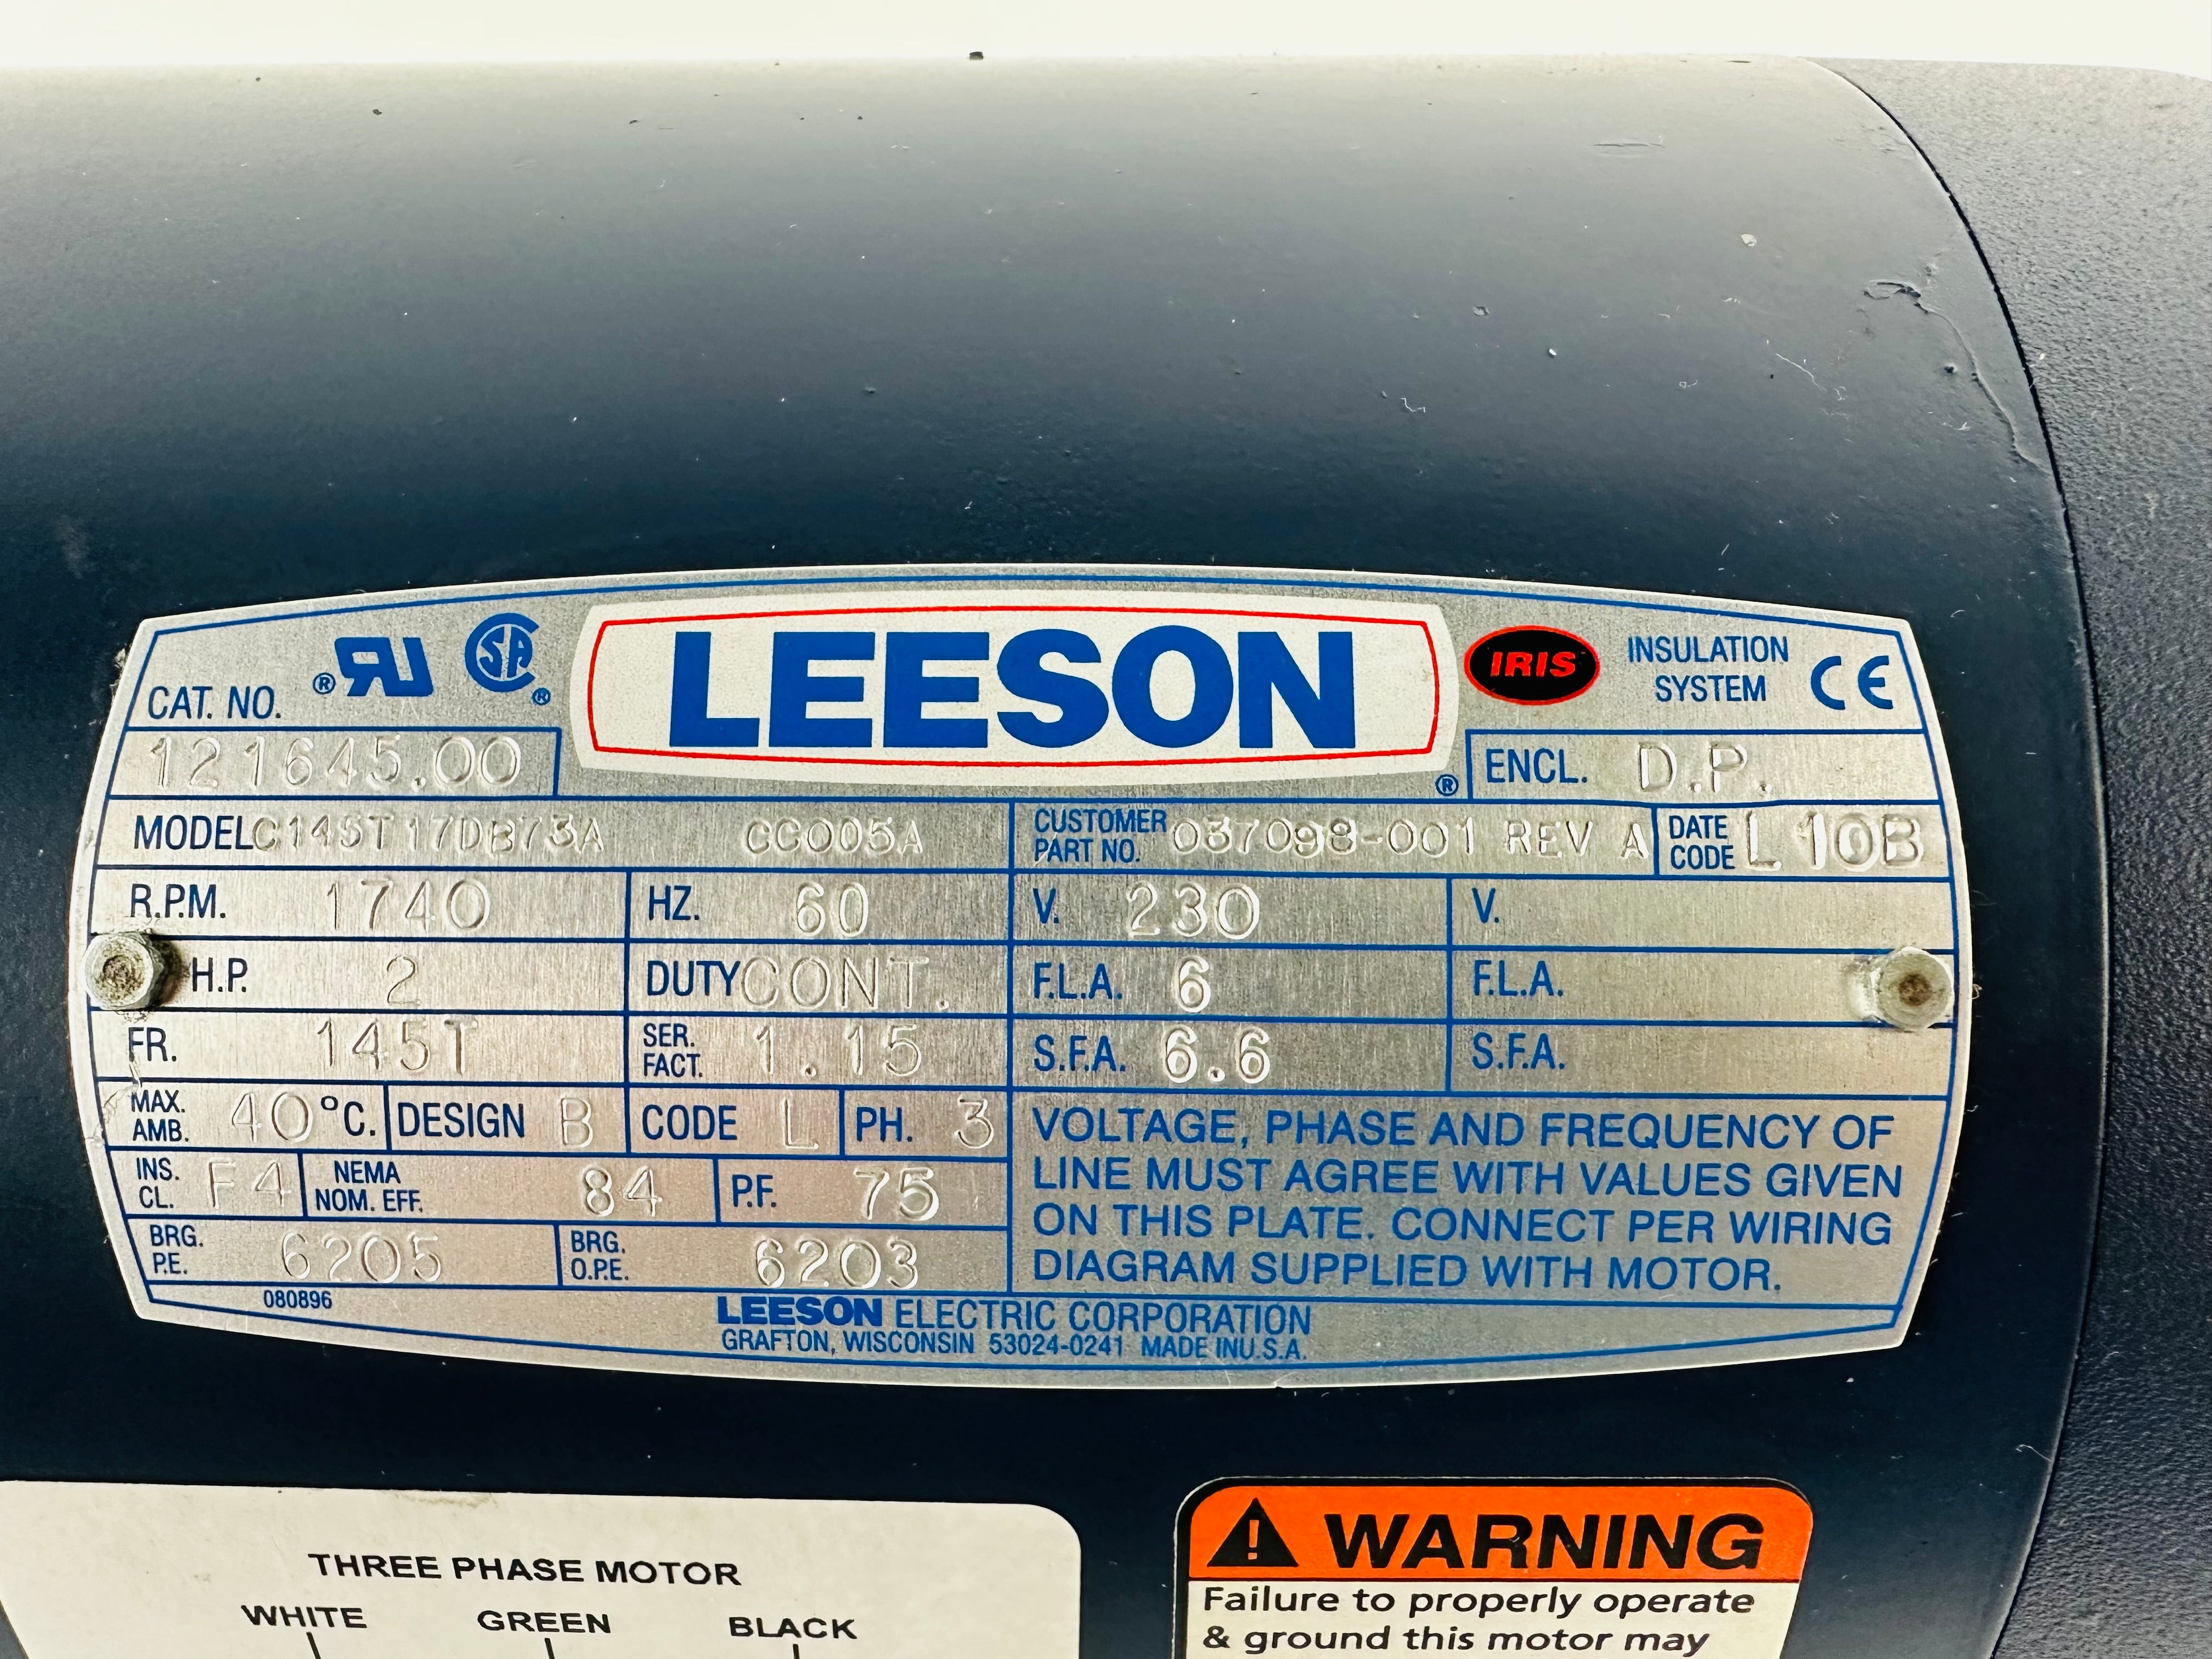 CAT. NO. ® RU SA ®
LEESON ®
IRIS INSULATION SYSTEM CE
121645.00
ENCL. D.P.
MODEL C145T17DB73A CC005A
CUSTOMER PART NO. 037098-001 REV A
DATE CODE L 10B
R.P.M. 1740 HZ. 60 V. 230 V.
H.P. 2 DUTY CONT. F.L.A. 6 F.L.A.
FR. 145T SER. FACT. 1.15 S.F.A. 6.6 S.F.A.
MAX. AMB. 40°C. DESIGN B CODE L PH. 3
INS. CL. F4 NEMA NOM. EFF. 84 P.F. 75
BRG. P.E. 6205 BRG. O.P.E. 6203
VOLTAGE, PHASE AND FREQUENCY OF
LINE MUST AGREE WITH VALUES GIVEN
ON THIS PLATE. CONNECT PER WIRING
DIAGRAM SUPPLIED WITH MOTOR.
080896
LEESON ELECTRIC CORPORATION
GRAFTON, WISCONSIN 53024-0241 MADE IN U.S.A.
THREE PHASE MOTOR
WHITE GREEN BLACK
WARNING
Failure to properly operate
& ground this motor may